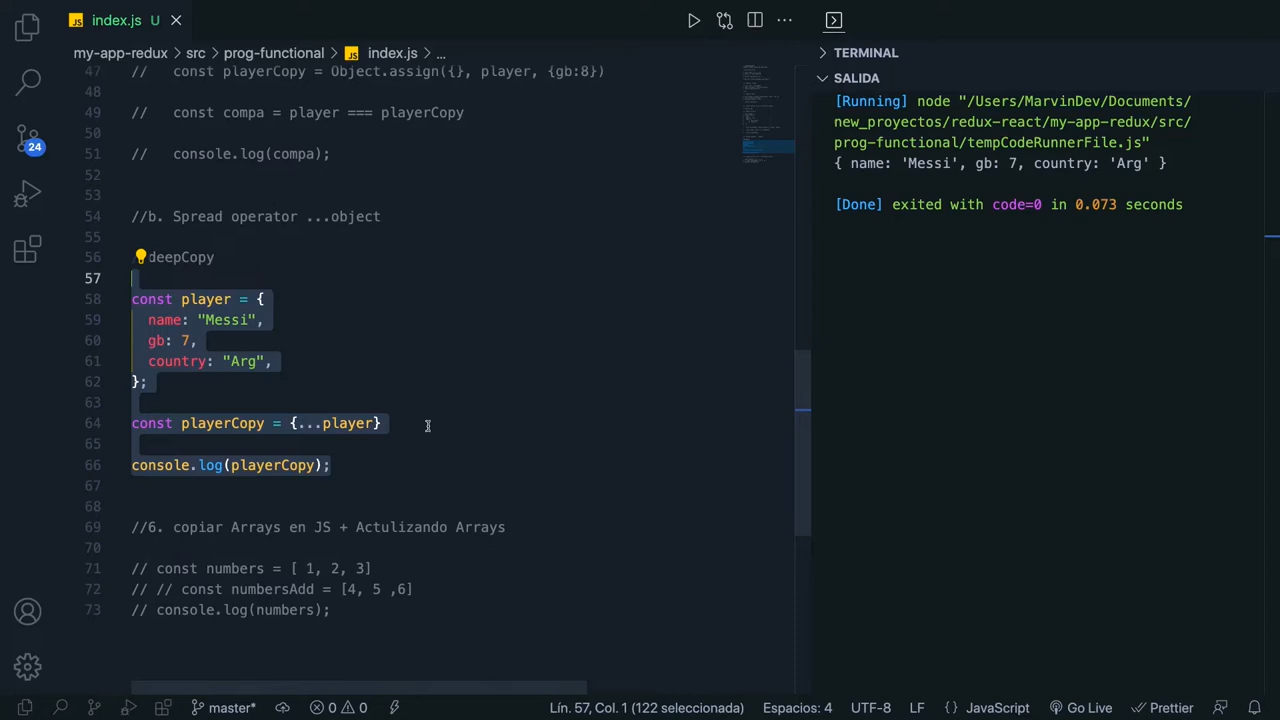 JS index.js U
my-app-redux > src > prog-functional > JS index.js > ...
47 //   const playerCopy = Object.assign({}, player, {gb:8})
48
49 //   const compa = player === playerCopy
50
51 //   console.log(compa);
52
53
54 //b. Spread operator ...object
55
56 deepCopy
57
58 const player = {
59   name: "Messi",
60   gb: 7,
61   country: "Arg",
62 };
63
64 const playerCopy = {...player}
65
66 console.log(playerCopy);
67
68
69 //6. copiar Arrays en JS + Actulizando Arrays
70
71 // const numbers = [ 1, 2, 3]
72 // // const numbersAdd = [4, 5 ,6]
73 // console.log(numbers);
24
TERMINAL
SALIDA
[Running] node "/Users/MarvinDev/Documents/
new_proyectos/redux-react/my-app-redux/src/
prog-functional/tempCodeRunnerFile.js"
{ name: 'Messi', gb: 7, country: 'Arg' }
[Done] exited with code=0 in 0.073 seconds
master* 0 0 Lín. 57, Col. 1 (122 seleccionada) Espacios: 4 UTF-8 LF {} JavaScript Go Live Prettier